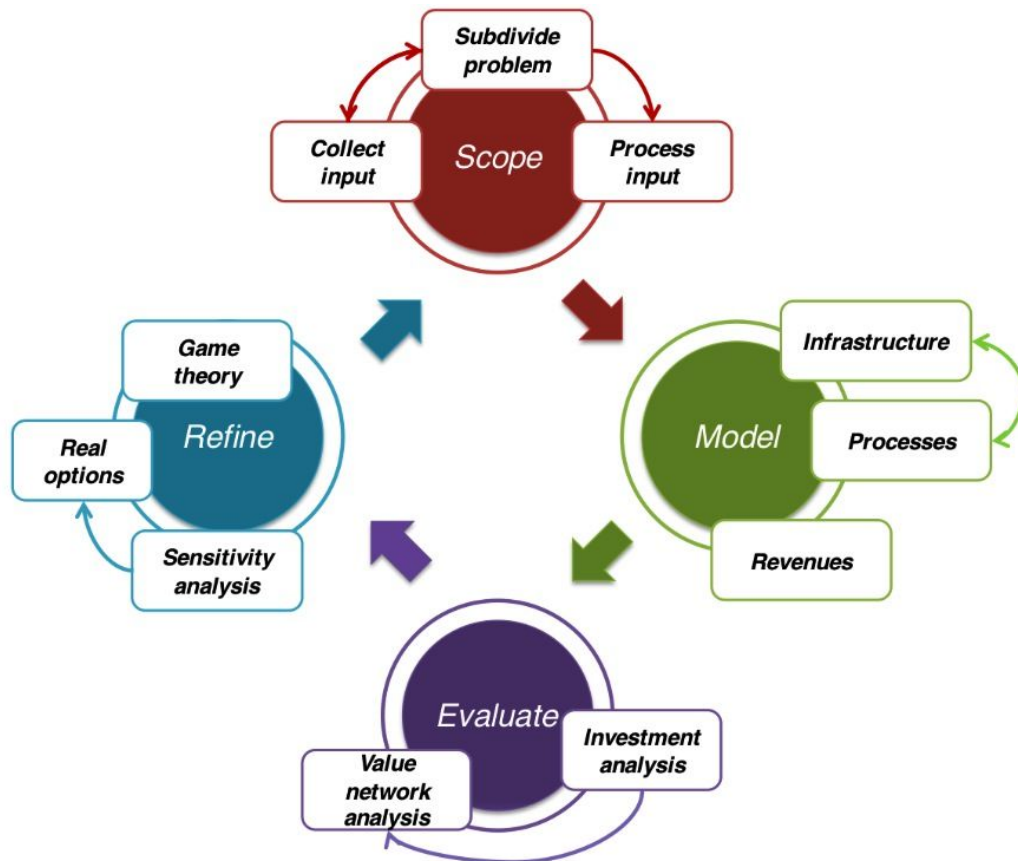 Subdivide
problem
Collect
input
Scope
Process
input
Game
theory
Infrastructure
Real
options
Refine
Model
Processes
Sensitivity
analysis
Revenues
Evaluate
Investment
analysis
Value
network
analysis